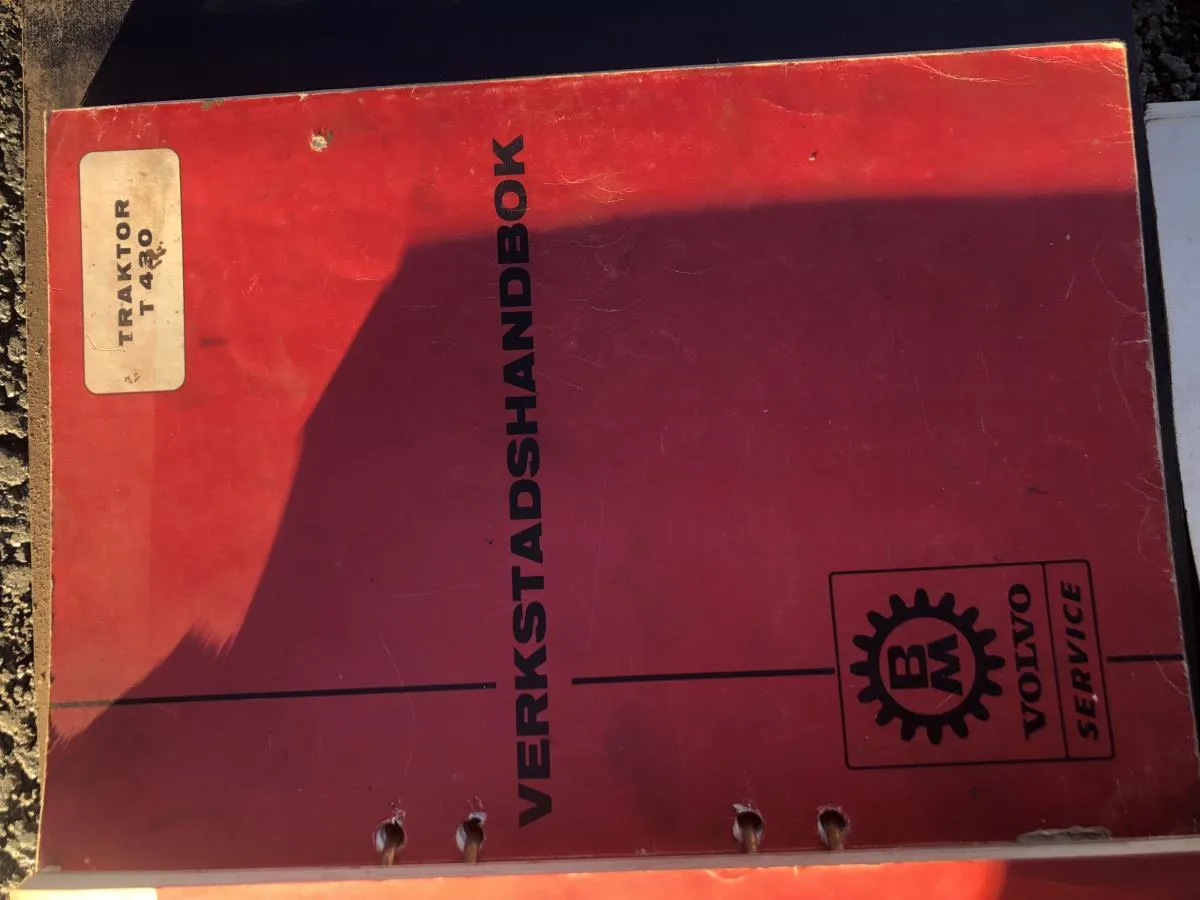 TRAKTOR
T 430
VERKSTADSHANDBOK
BM
VOLVO
SERVICE